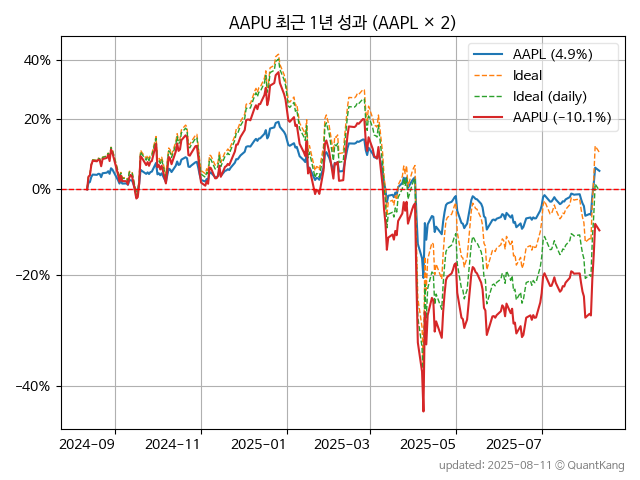 AAPU 최근 1년 성과 (AAPL × 2)
AAPL (4.9%)
Ideal
Ideal (daily)
AAPU (−10.1%)
40%
20%
0%
−20%
−40%
2024-09
2024-11
2025-01
2025-03
2025-05
2025-07
updated: 2025-08-11 © QuantKang